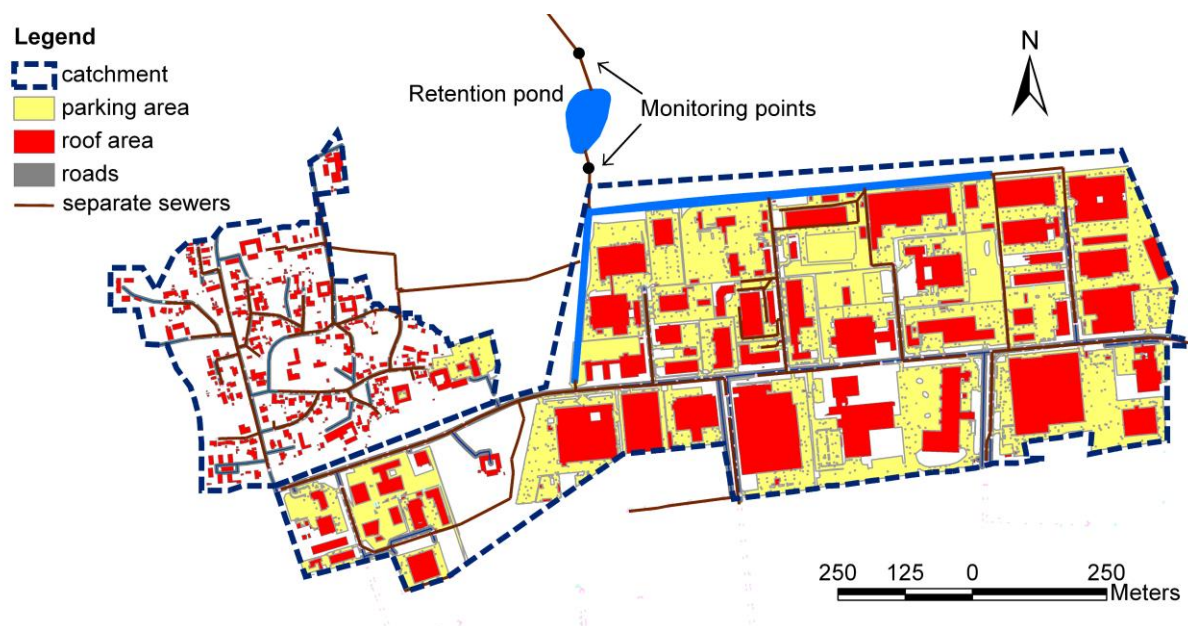 Legend
catchment
parking area
roof area
roads
separate sewers
Retention pond
Monitoring points
N
250 125 0 250
Meters